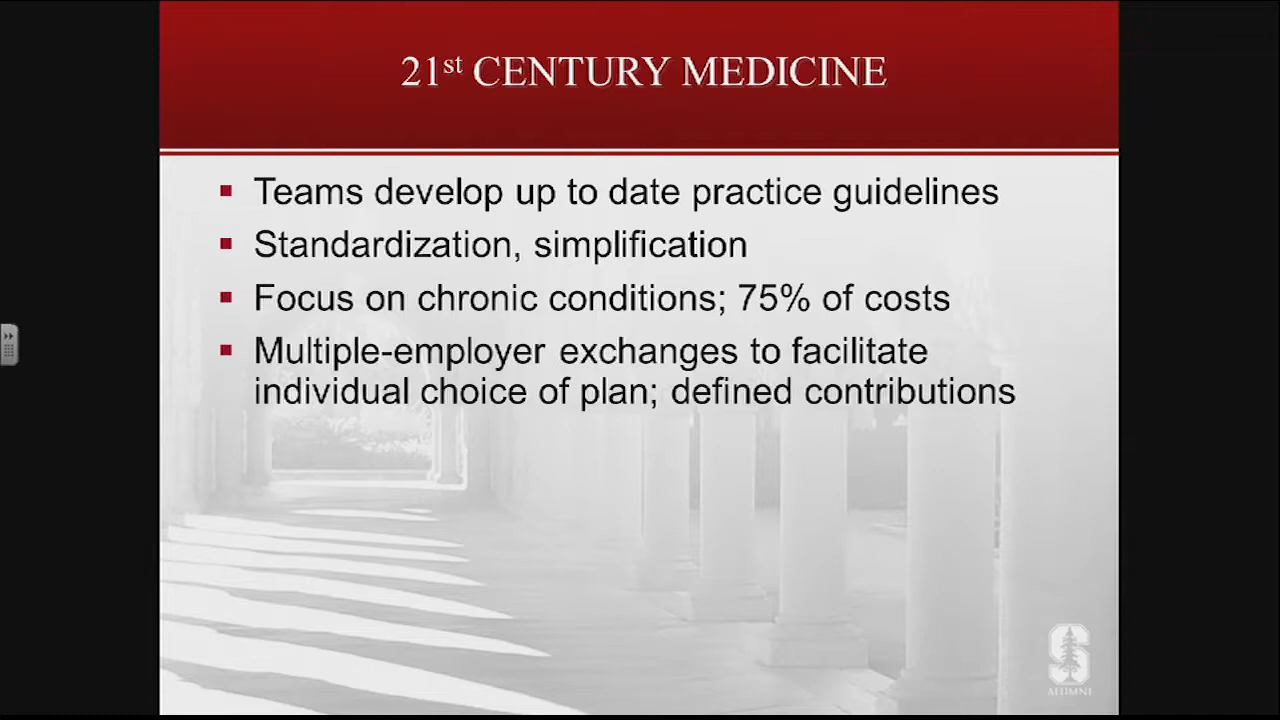 21st CENTURY MEDICINE
Teams develop up to date practice guidelines
Standardization, simplification
Focus on chronic conditions; 75% of costs
Multiple-employer exchanges to facilitate
individual choice of plan; defined contributions
S
ALUMNI